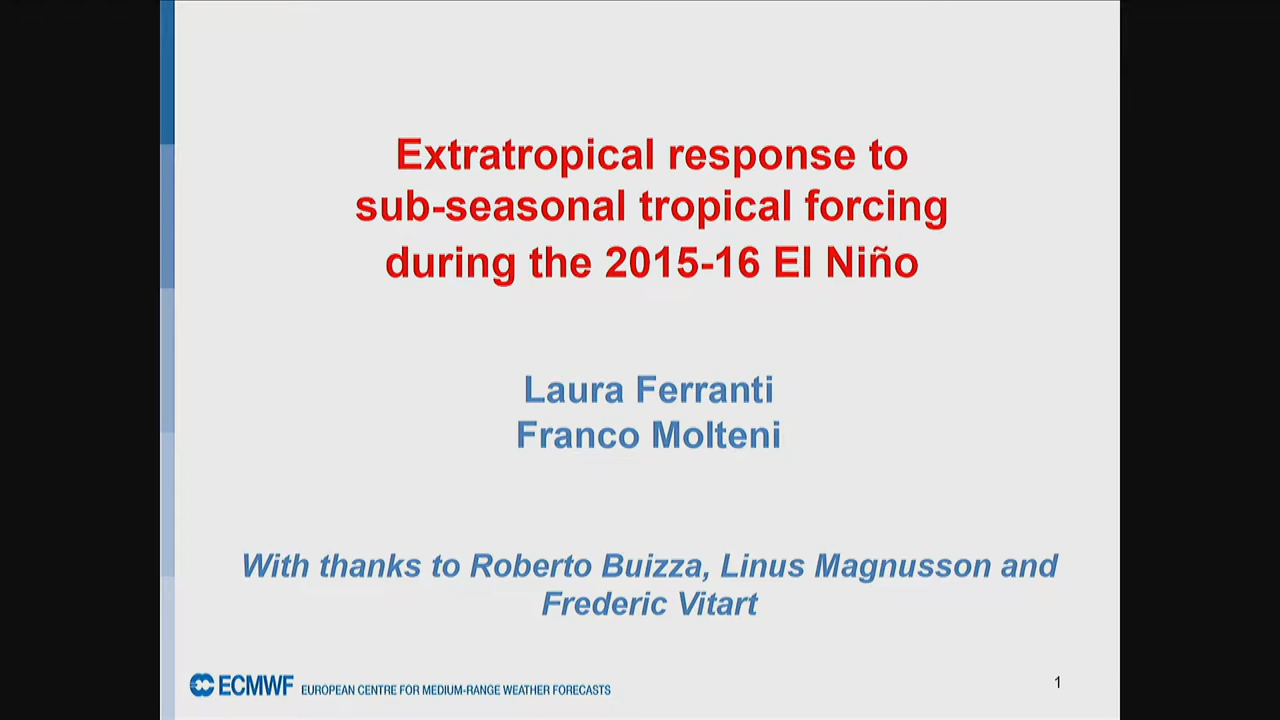 Extratropical response to
sub-seasonal tropical forcing
during the 2015-16 El Niño
Laura Ferranti
Franco Molteni
With thanks to Roberto Buizza, Linus Magnusson and
Frederic Vitart
ECMWF EUROPEAN CENTRE FOR MEDIUM-RANGE WEATHER FORECASTS
1